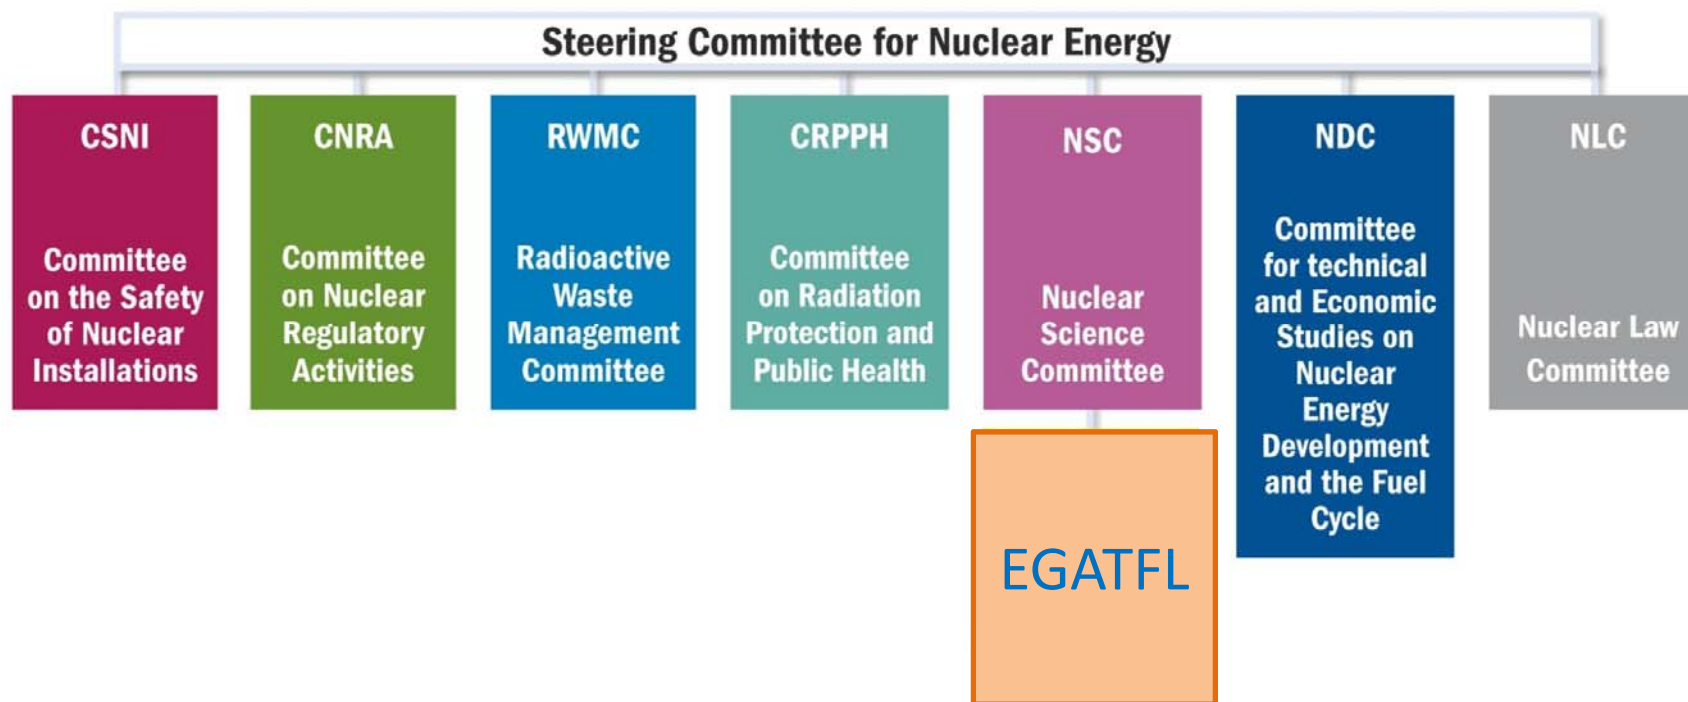 Steering Committee for Nuclear Energy
CSNI
Committee
on the Safety
of Nuclear
Installations
CNRA
Committee
on Nuclear
Regulatory
Activities
RWMC
Radioactive
Waste
Management
Committee
CRPPH
Committee
on Radiation
Protection and
Public Health
NSC
Nuclear
Science
Committee
EGATFL
NDC
Committee
for technical
and Economic
Studies on
Nuclear
Energy
Development
and the Fuel
Cycle
NLC
Nuclear Law
Committee